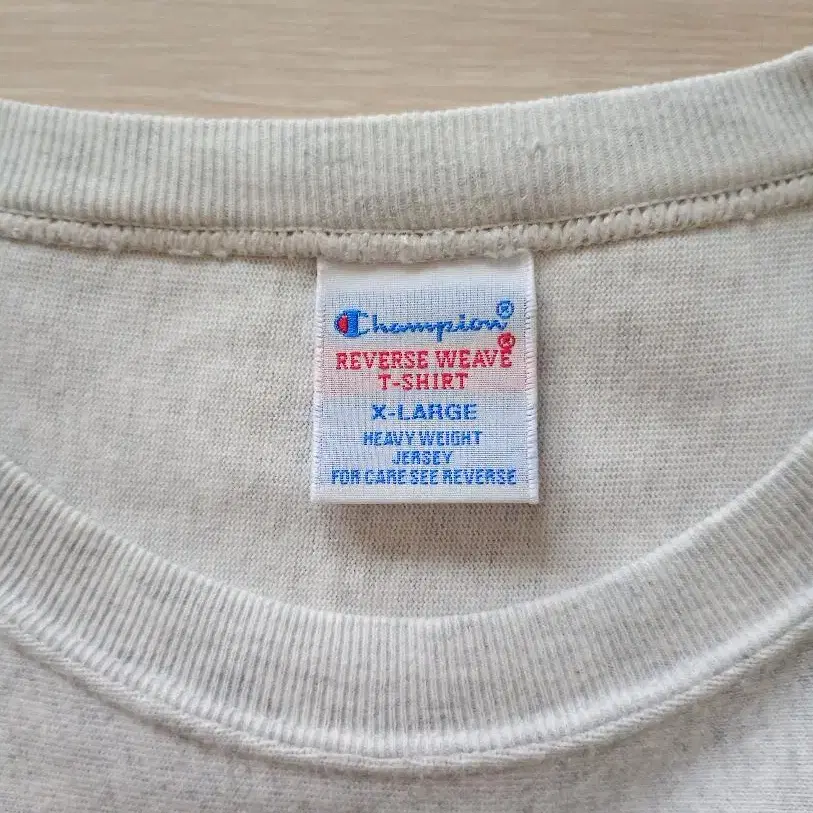 Champion®
REVERSE WEAVE®
T-SHIRT
X-LARGE
HEAVY WEIGHT
JERSEY
FOR CARE SEE REVERSE